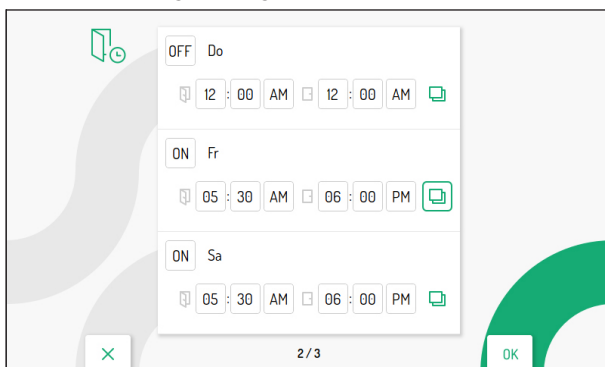 OFF Do
12 : 00 AM 12 : 00 AM
ON Fr
05 : 30 AM 06 : 00 PM
ON Sa
05 : 30 AM 06 : 00 PM
2/3
OK